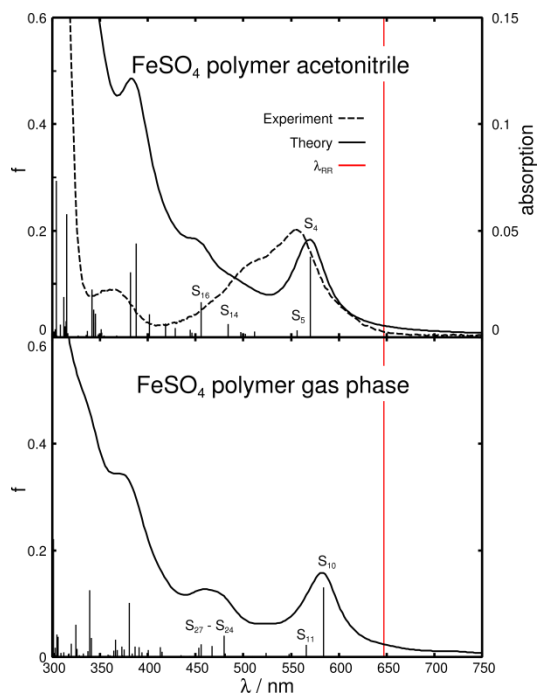 0.6
0.15
FeSO4 polymer acetonitrile
Experiment
Theory
λRR
0.4
0.1
f
absorption
S4
0.2
0.05
S16
S14
S5
0
0
0.6
FeSO4 polymer gas phase
0.4
f
0.2
S10
S27 - S24
S11
0
300 350 400 450 500 550 600 650 700 750
λ / nm